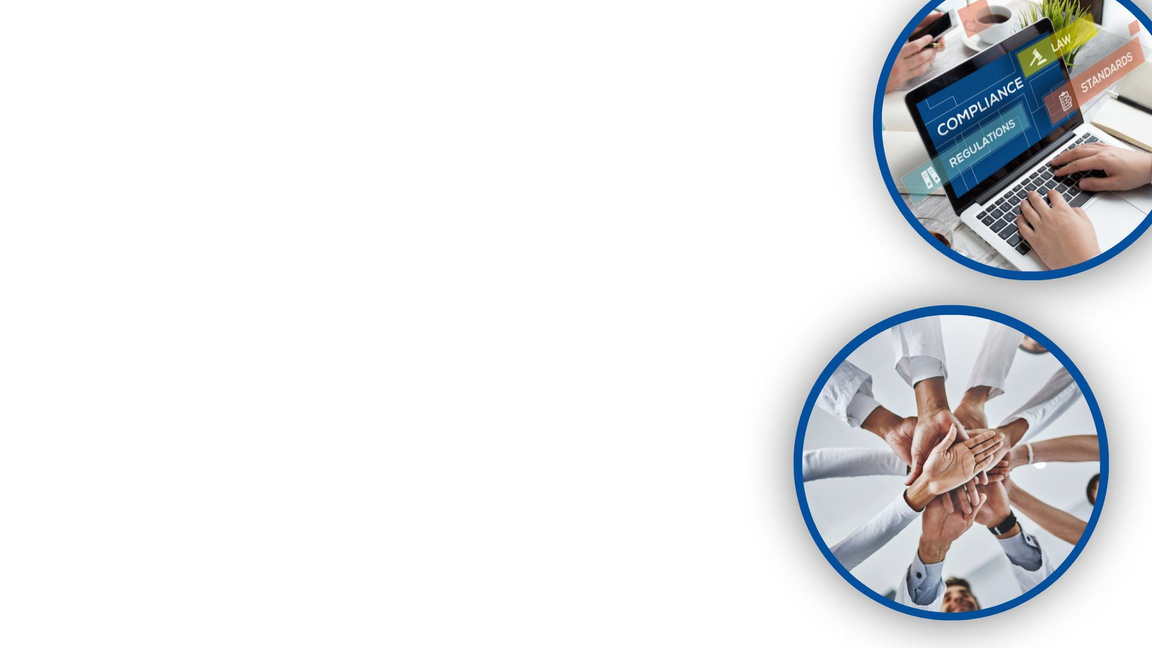 LAW
STANDARDS
COMPLIANCE
REGULATIONS